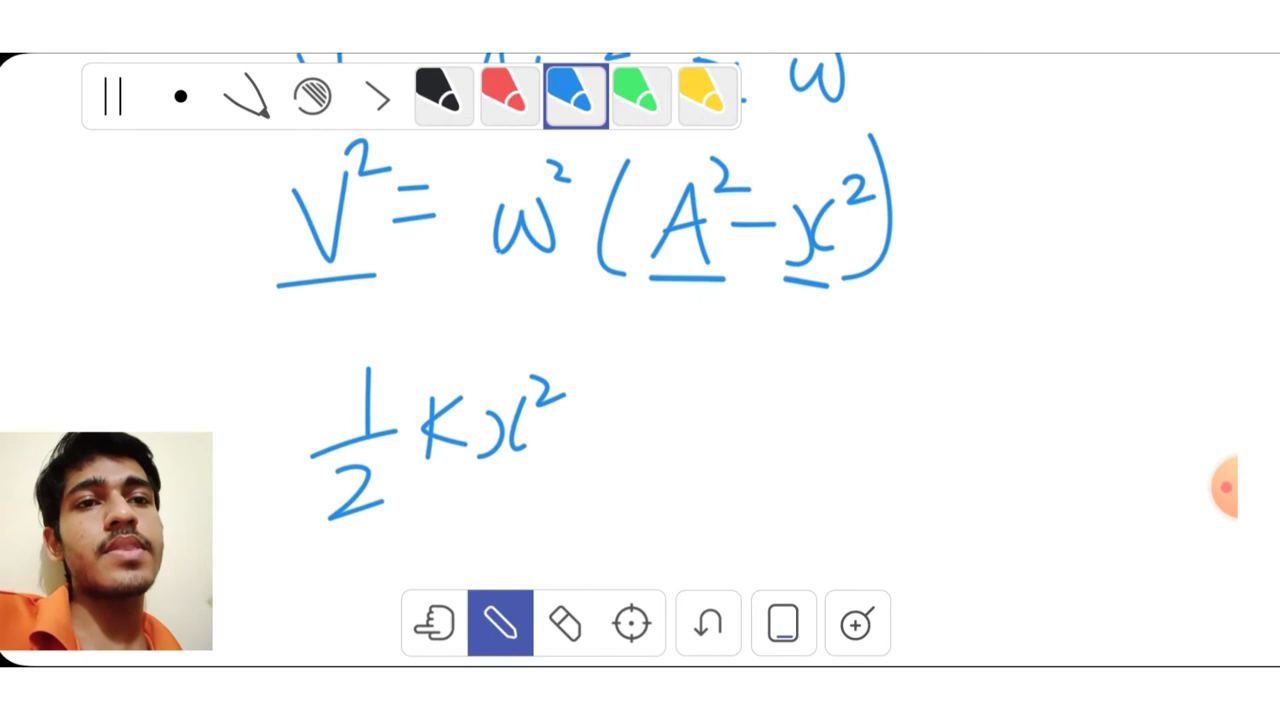 V² = ω² (A² - x²)
1/2 Kx²